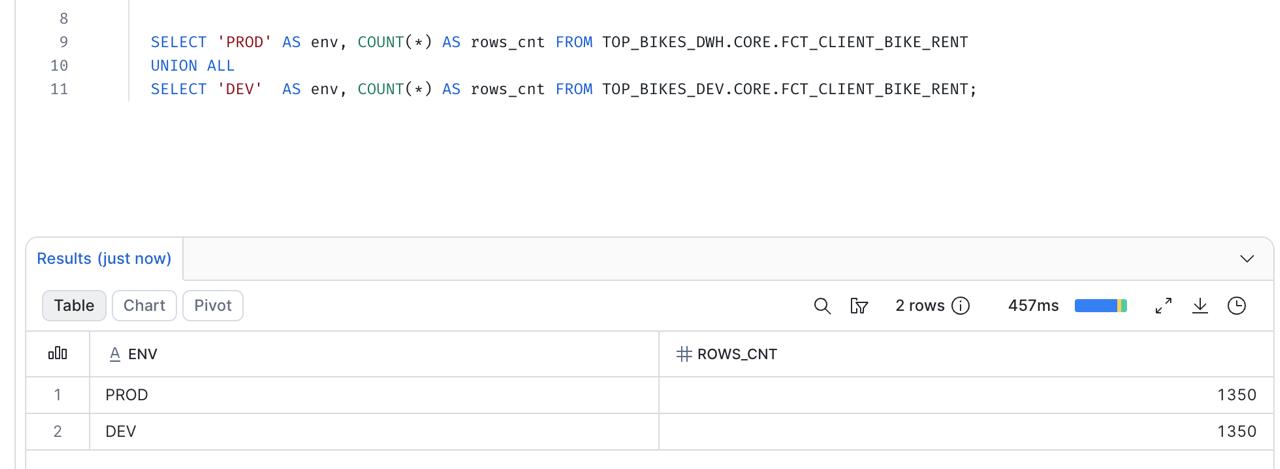 8
9 SELECT 'PROD' AS env, COUNT(*) AS rows_cnt FROM TOP_BIKES_DWH.CORE.FCT_CLIENT_BIKE_RENT
10 UNION ALL
11 SELECT 'DEV'  AS env, COUNT(*) AS rows_cnt FROM TOP_BIKES_DEV.CORE.FCT_CLIENT_BIKE_RENT;
Results (just now)
Table Chart Pivot 2 rows 457ms
A ENV # ROWS_CNT
1 PROD 1350
2 DEV 1350